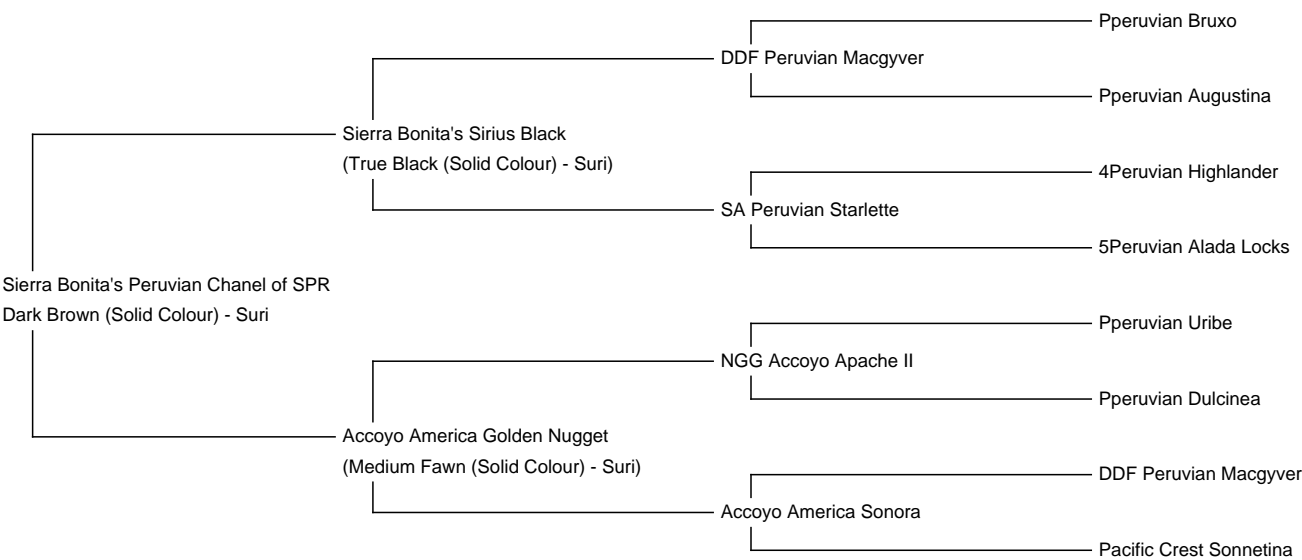 Pperuvian Bruxo
DDF Peruvian Macgyver
Pperuvian Augustina
Sierra Bonita's Sirius Black
(True Black (Solid Colour) - Suri)
4Peruvian Highlander
SA Peruvian Starlette
5Peruvian Alada Locks
Sierra Bonita's Peruvian Chanel of SPR
Dark Brown (Solid Colour) - Suri
Pperuvian Uribe
NGG Accoyo Apache II
Pperuvian Dulcinea
Accoyo America Golden Nugget
(Medium Fawn (Solid Colour) - Suri)
DDF Peruvian Macgyver
Accoyo America Sonora
Pacific Crest Sonnetina